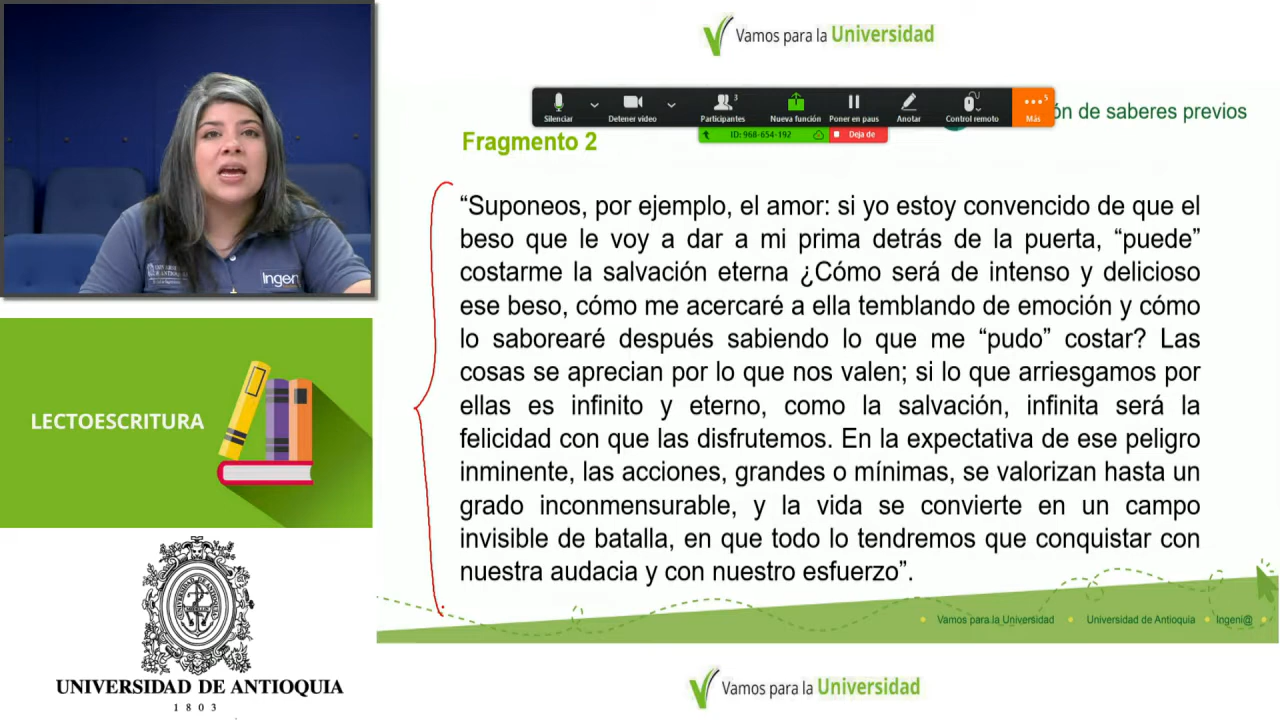 Vamos para la Universidad
Silenciar
Detener video
3
Participantes
Nueva función
Poner en paus
Anotar
Control remoto
5
Más
ID: 968-654-192
Deja de
ón de saberes previos
Fragmento 2
“Suponeos, por ejemplo, el amor: si yo estoy convencido de que el
beso que le voy a dar a mi prima detrás de la puerta, “puede”
costarme la salvación eterna ¿Cómo será de intenso y delicioso
ese beso, cómo me acercaré a ella temblando de emoción y cómo
lo saborearé después sabiendo lo que me “pudo” costar? Las
cosas se aprecian por lo que nos valen; si lo que arriesgamos por
ellas es infinito y eterno, como la salvación, infinita será la
felicidad con que las disfrutemos. En la expectativa de ese peligro
inminente, las acciones, grandes o mínimas, se valorizan hasta un
grado inconmensurable, y la vida se convierte en un campo
invisible de batalla, en que todo lo tendremos que conquistar con
nuestra audacia y con nuestro esfuerzo”.
Vamos para la Universidad
Universidad de Antioquia
Ingeni@
Ingeni
LECTOESCRITURA
UNIVERSIDAD DE ANTIOQUIA
1803
Vamos para la Universidad